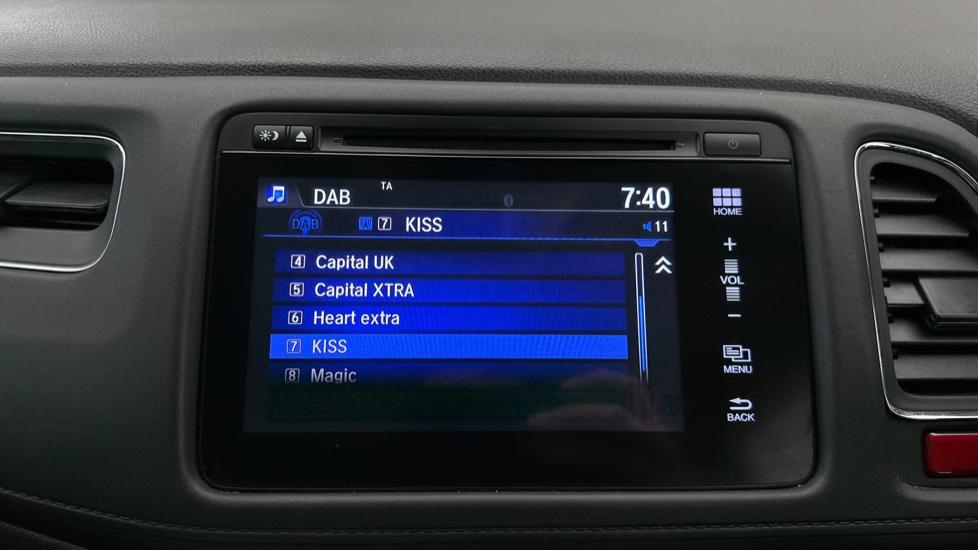 DAB TA 7:40
DAB 7 KISS 11
4 Capital UK
5 Capital XTRA
6 Heart extra
7 KISS
8 Magic
HOME
+
VOL
−
MENU
BACK